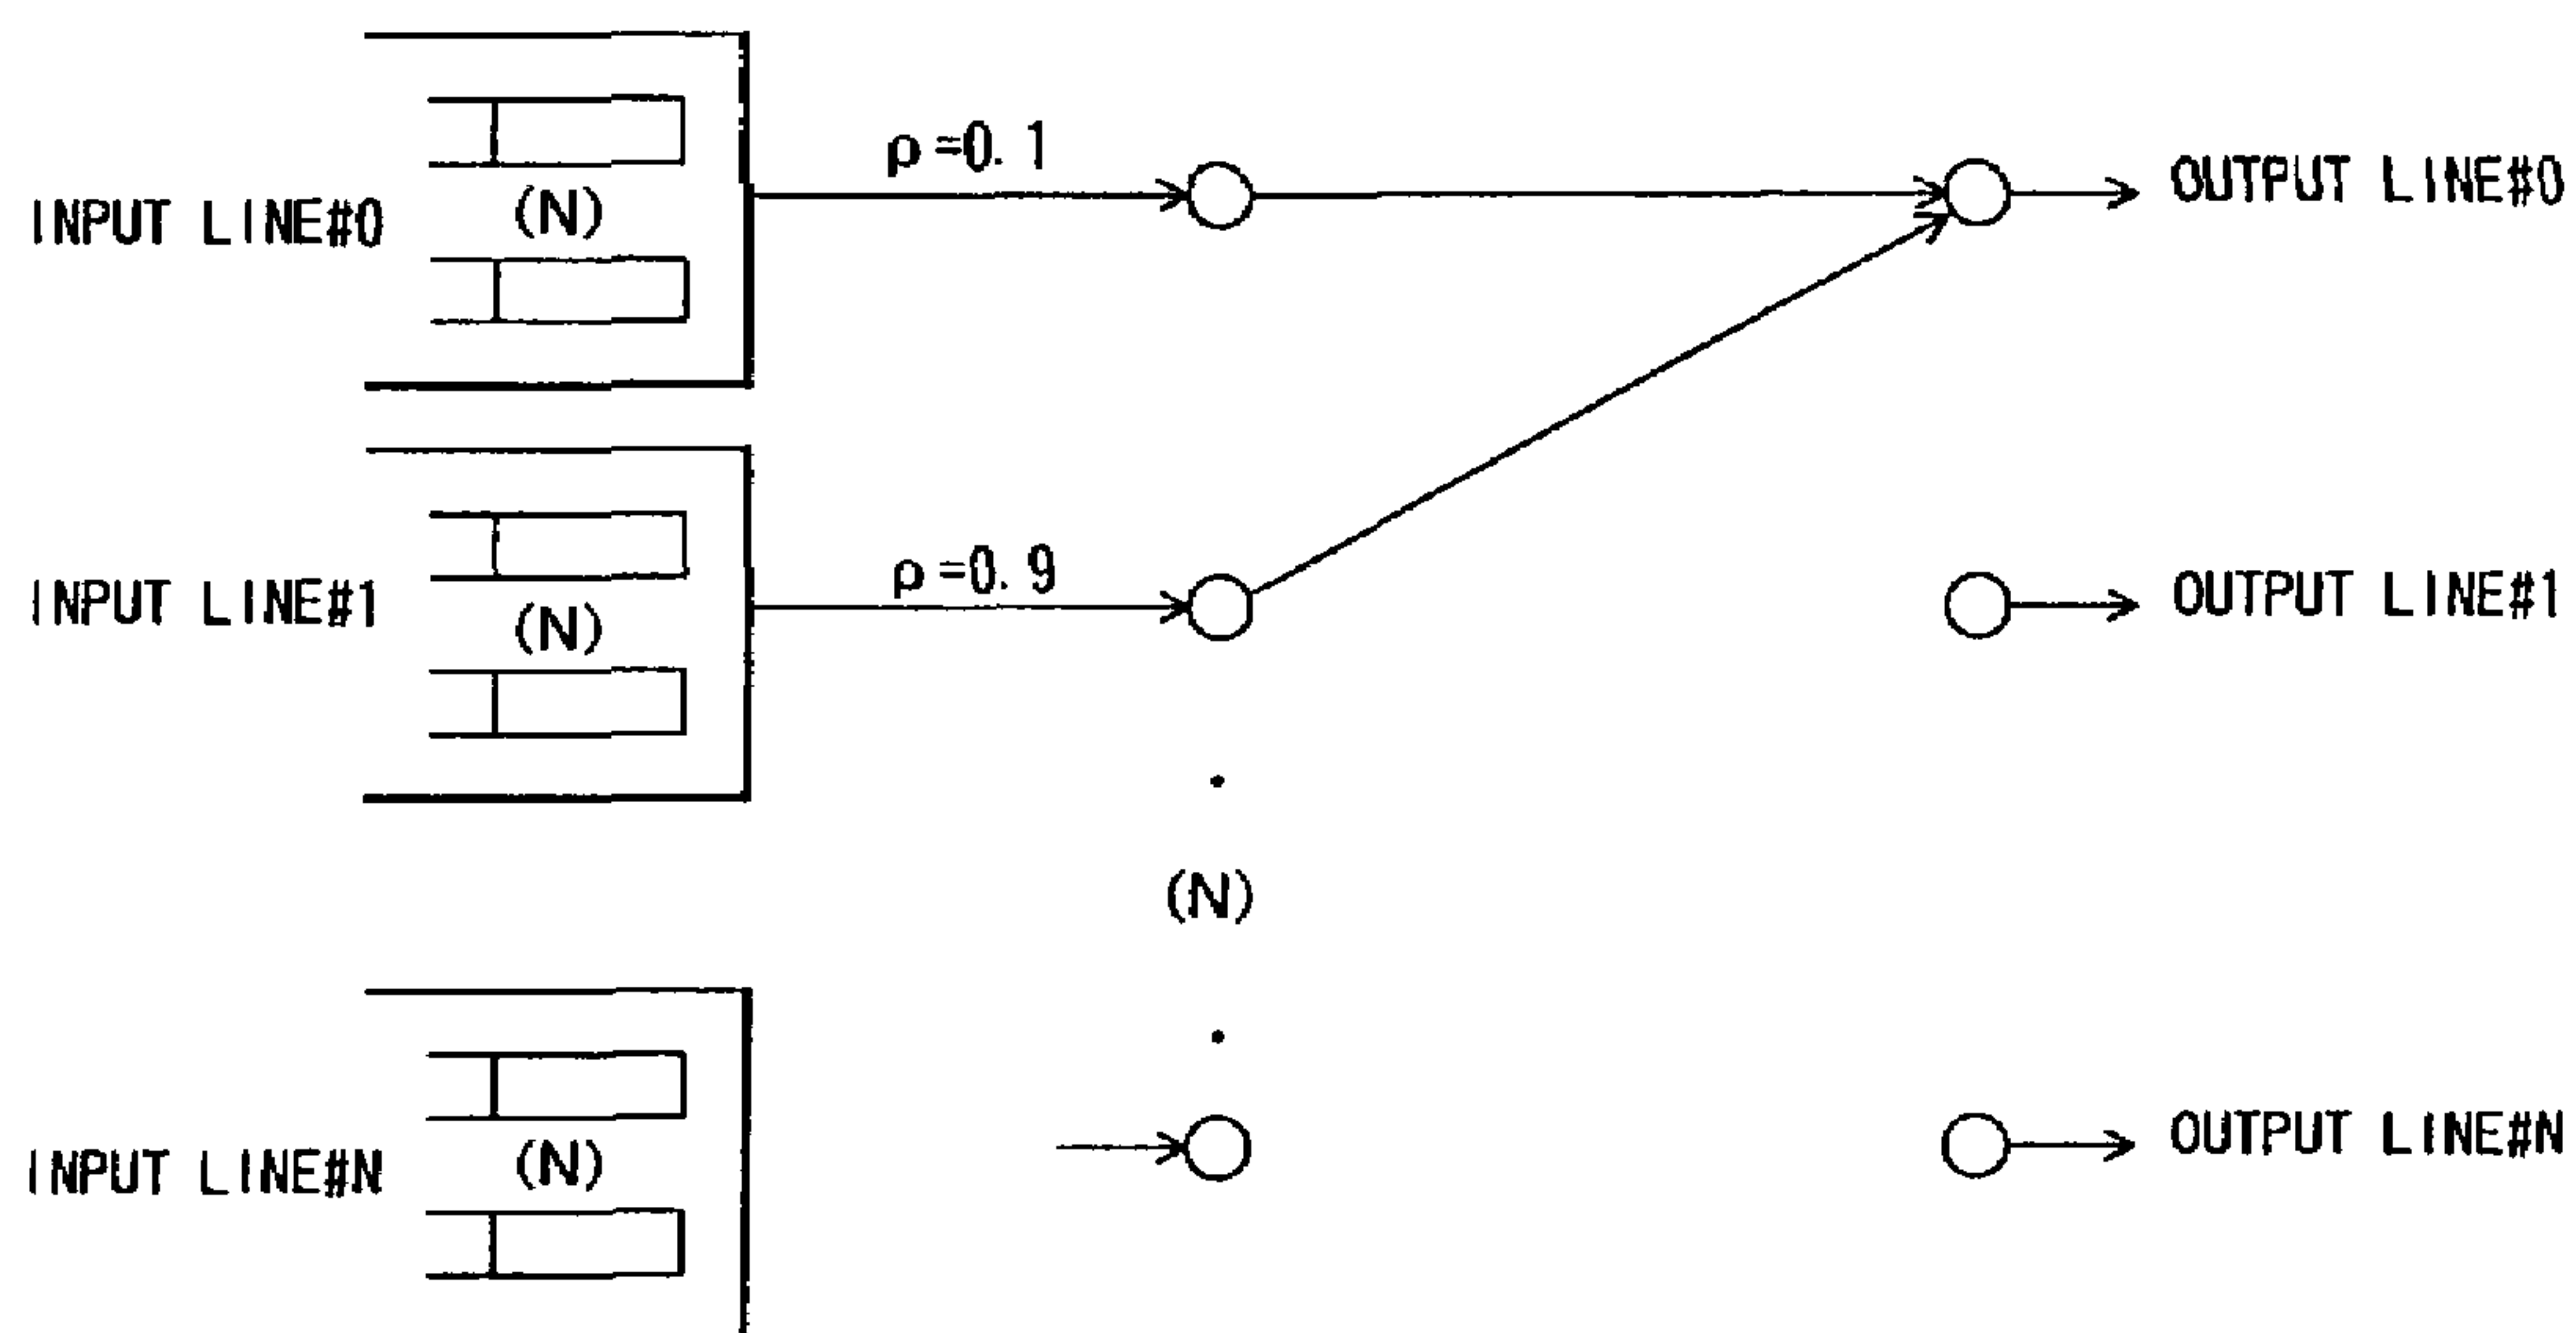 ρ=0.1
OUTPUT LINE#0
INPUT LINE#0
(N)
ρ=0.9
OUTPUT LINE#1
INPUT LINE#1
(N)
(N)
OUTPUT LINE#N
INPUT LINE#N
(N)